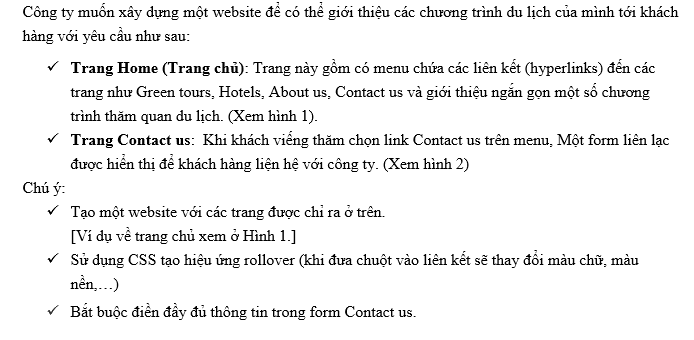 Công ty muốn xây dựng một website để có thể giới thiệu các chương trình du lịch của mình tới khách
hàng với yêu cầu như sau:
✓ Trang Home (Trang chủ): Trang này gồm có menu chứa các liên kết (hyperlinks) đến các
trang như Green tours, Hotels, About us, Contact us và giới thiệu ngắn gọn một số chương
trình thăm quan du lịch. (Xem hình 1).
✓ Trang Contact us: Khi khách viếng thăm chọn link Contact us trên menu, Một form liên lạc
được hiển thị để khách hàng liện hệ với công ty. (Xem hình 2)
Chú ý:
✓ Tạo một website với các trang được chỉ ra ở trên.
[Ví dụ về trang chủ xem ở Hình 1.]
✓ Sử dụng CSS tạo hiệu ứng rollover (khi đưa chuột vào liên kết sẽ thay đổi màu chữ, màu
nền,…)
✓ Bắt buộc điền đầy đủ thông tin trong form Contact us.